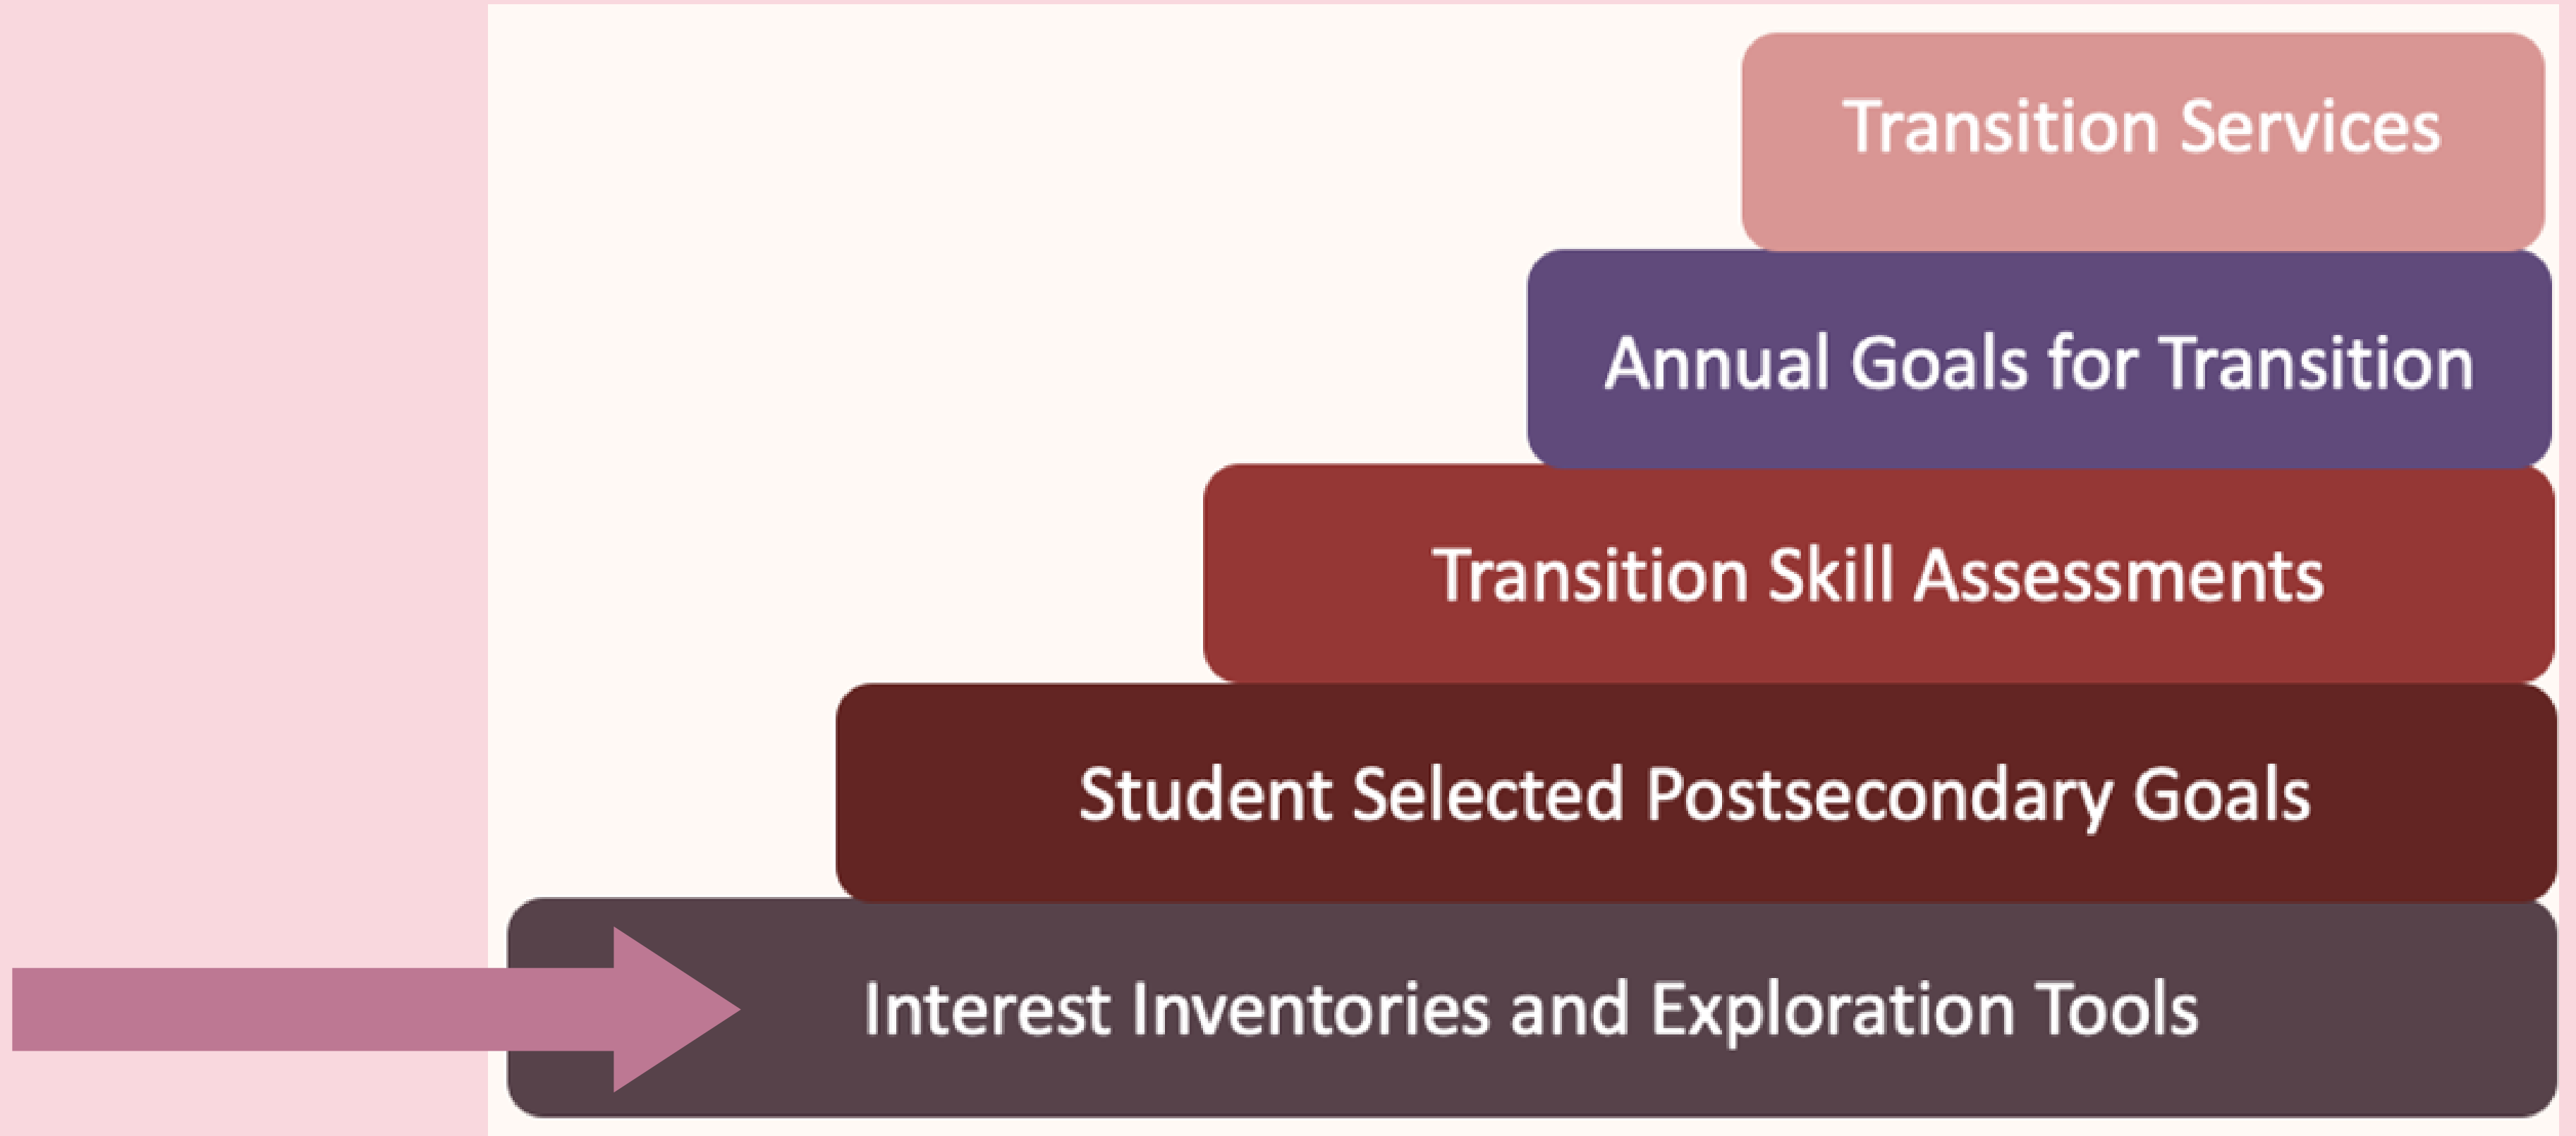 Transition Services
Annual Goals for Transition
Transition Skill Assessments
Student Selected Postsecondary Goals
Interest Inventories and Exploration Tools